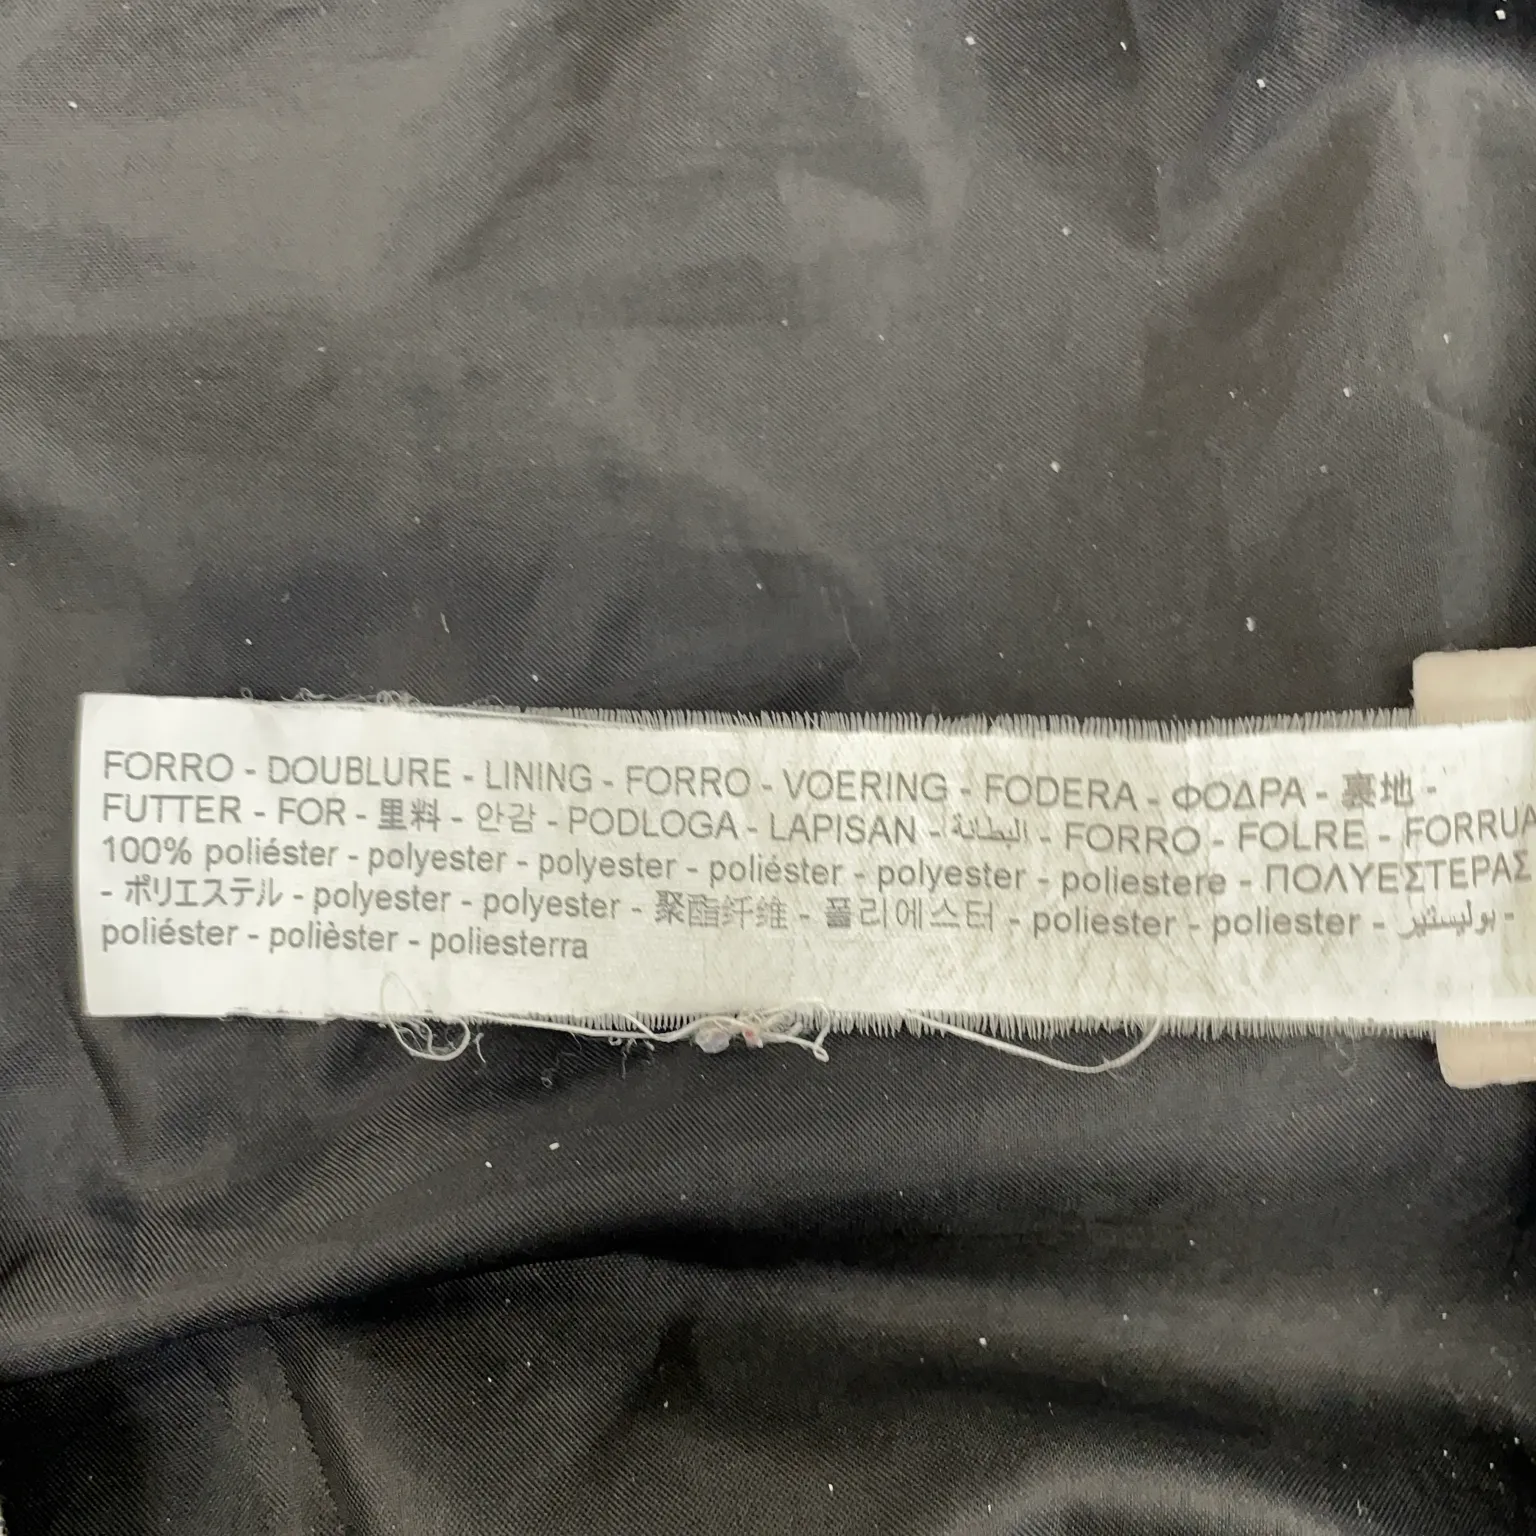 FORRO - DOUBLURE - LINING - FORRO - VOERING - FODERA - ΦΟΔΡΑ - 裏地 -
FUTTER - FOR - 里料 - 안감 - PODLOGA - LAPISAN - البطانة - FORRO - FOLRE - FORRUA
100% poliéster - polyester - polyester - poliéster - polyester - poliestere - ΠΟΛΥΕΣΤΕΡΑΣ
- ポリエステル - polyester - polyester - 聚酯纤维 - 폴리에스터 - poliester - poliester - بوليستير -
poliéster - polièster - poliesterra